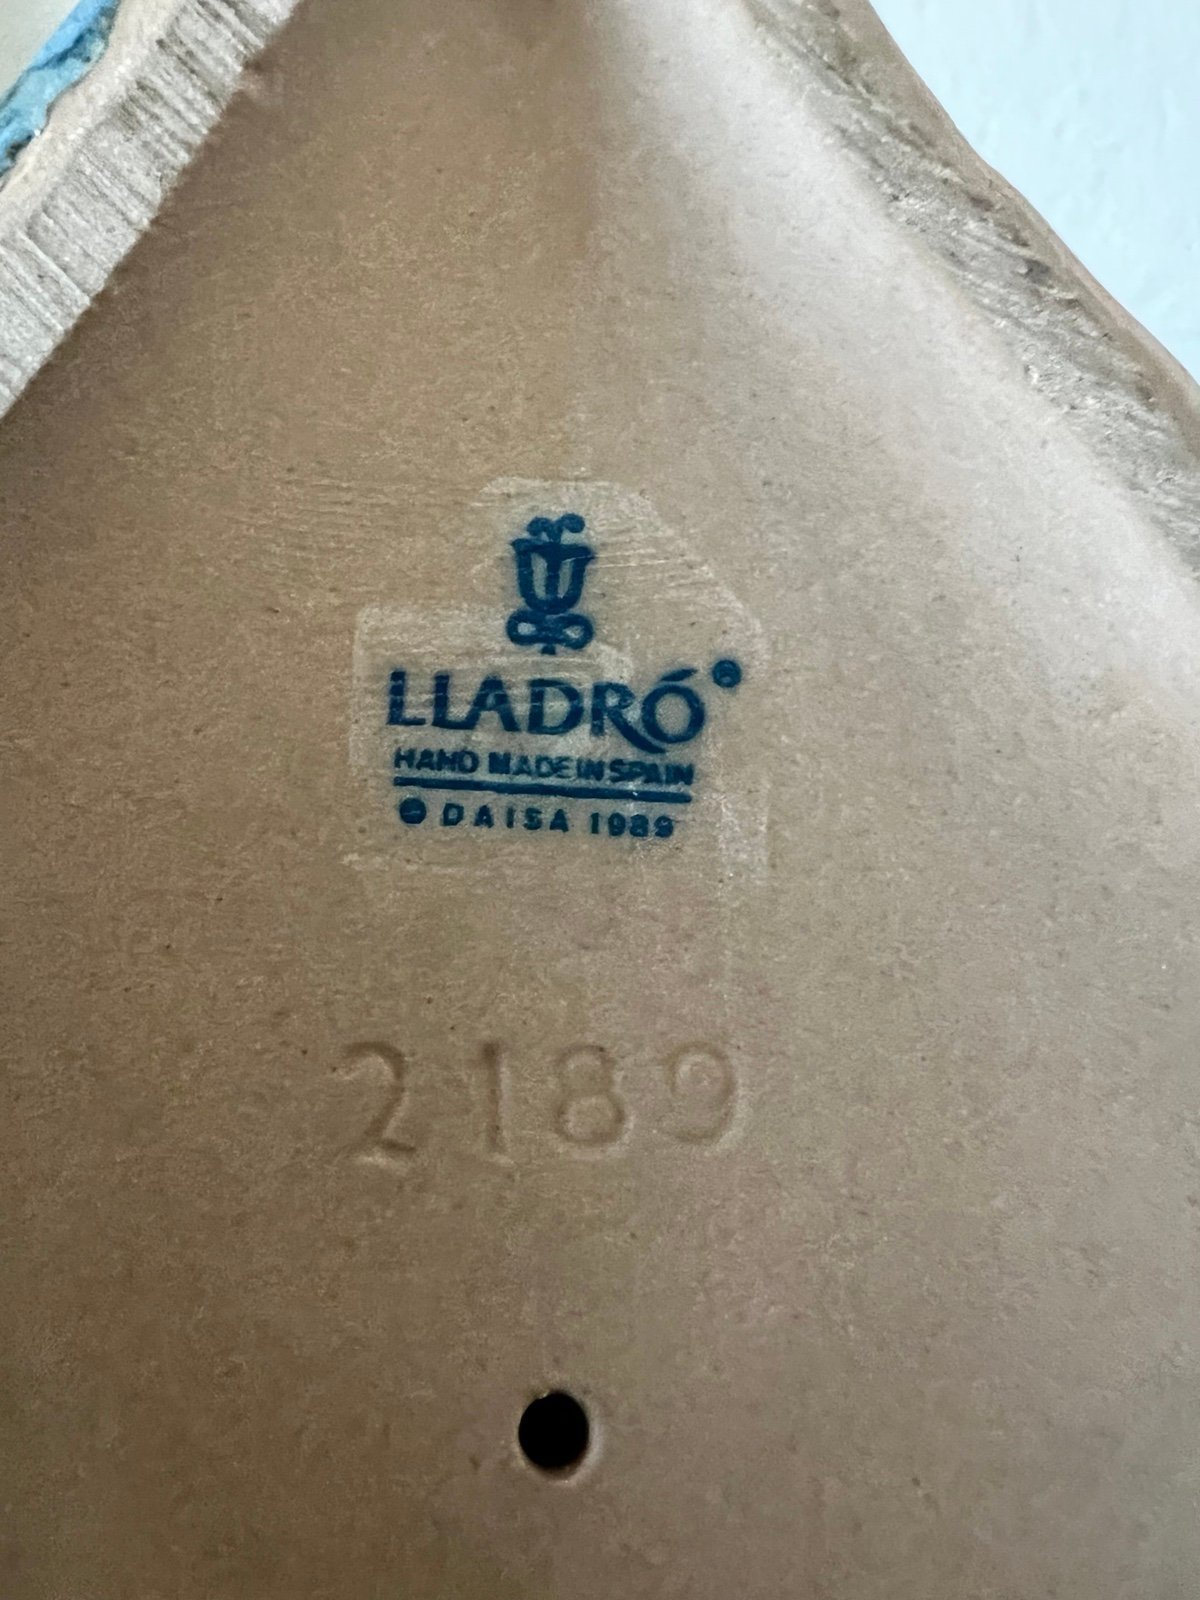 LLADRÓ®
HAND MADE IN SPAIN
© DAISA 1989
2189